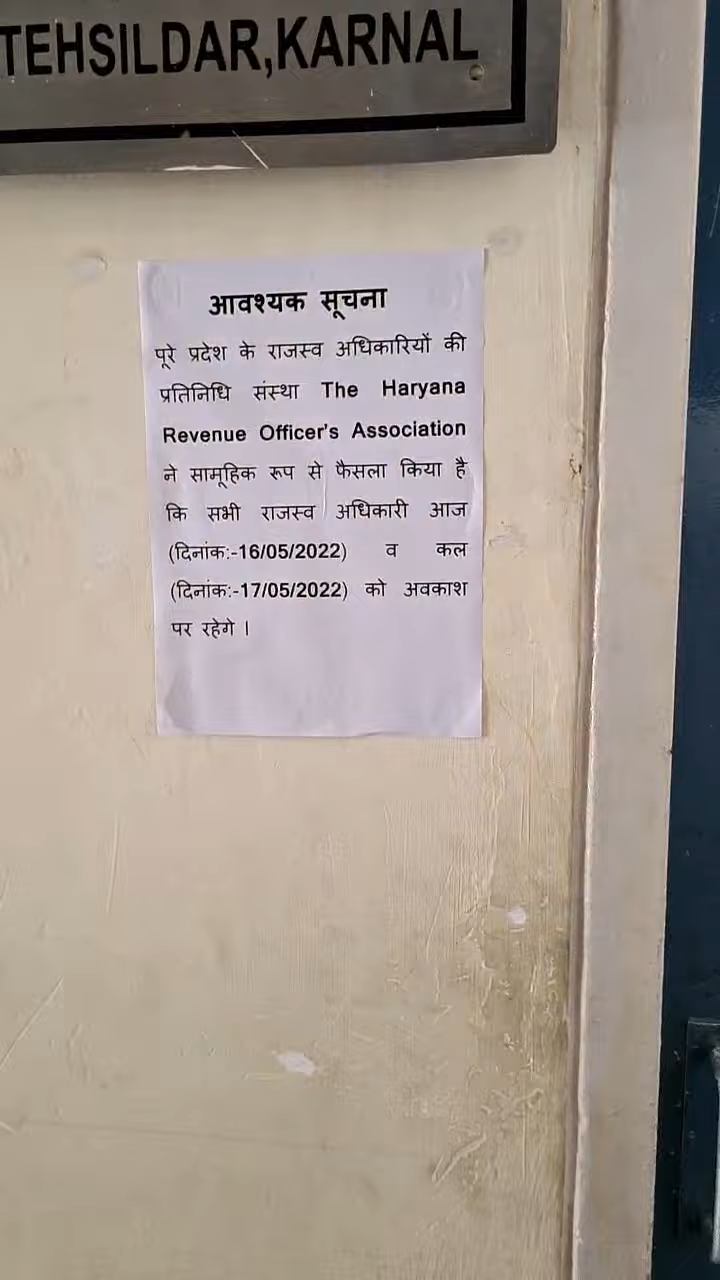 TEHSILDAR,KARNAL
आवश्यक सूचना
पूरे प्रदेश के राजस्व अधिकारियों की
प्रतिनिधि संस्था The Haryana
Revenue Officer's Association
ने सामूहिक रूप से फैसला किया है
कि सभी राजस्व अधिकारी आज
(दिनांक:-16/05/2022) व कल
(दिनांक:-17/05/2022) को अवकाश
पर रहेगे ।